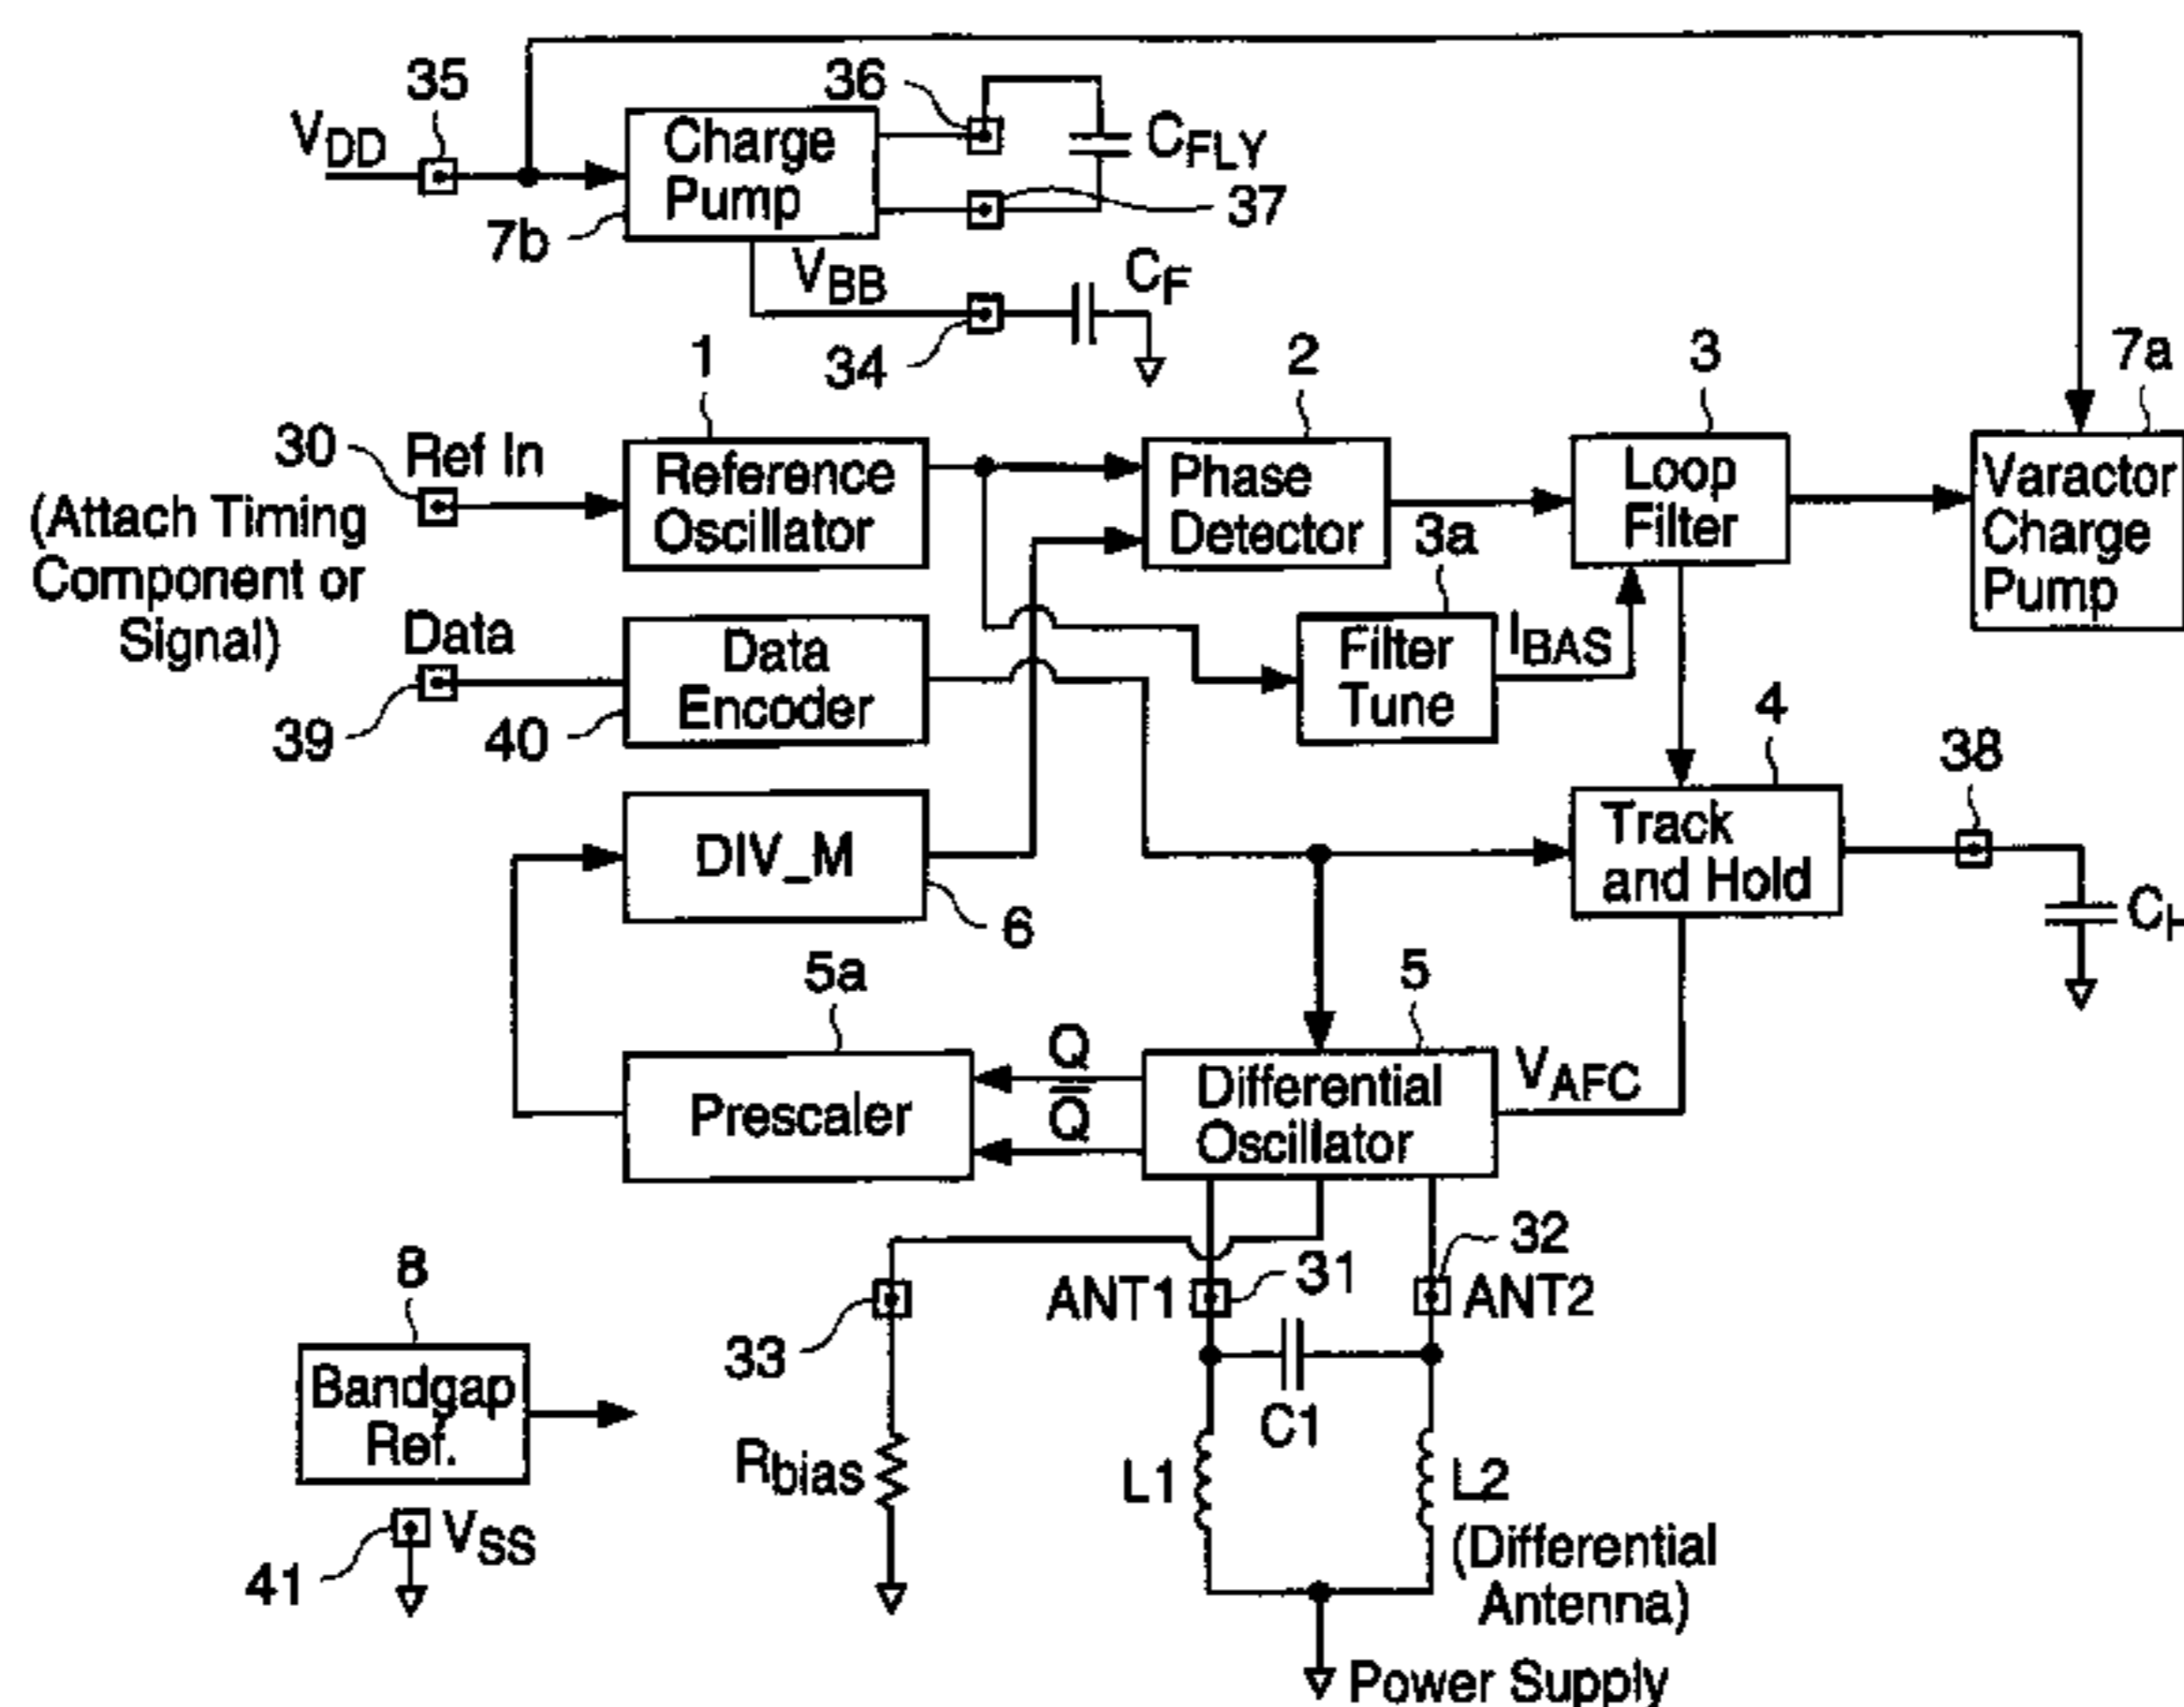 35
36
VDD
Charge
Pump
CFLY
37
7b
VBB
CF
34
1
2
3
7a
30
Ref In
(Attach Timing
Component or
Signal)
Reference
Oscillator
Phase
Detector
Loop
Filter
Varactor
Charge
Pump
3a
Data
39
Data
Encoder
40
Filter
Tune
IBAS
4
38
DIV_M
6
Track
and Hold
5a
5
Prescaler
Q
Q̅
Differential
Oscillator
VAFC
8
Bandgap
Ref.
33
ANT1
31
32
ANT2
C1
Rbias
L1
L2
(Differential
Antenna)
41
VSS
Power Supply